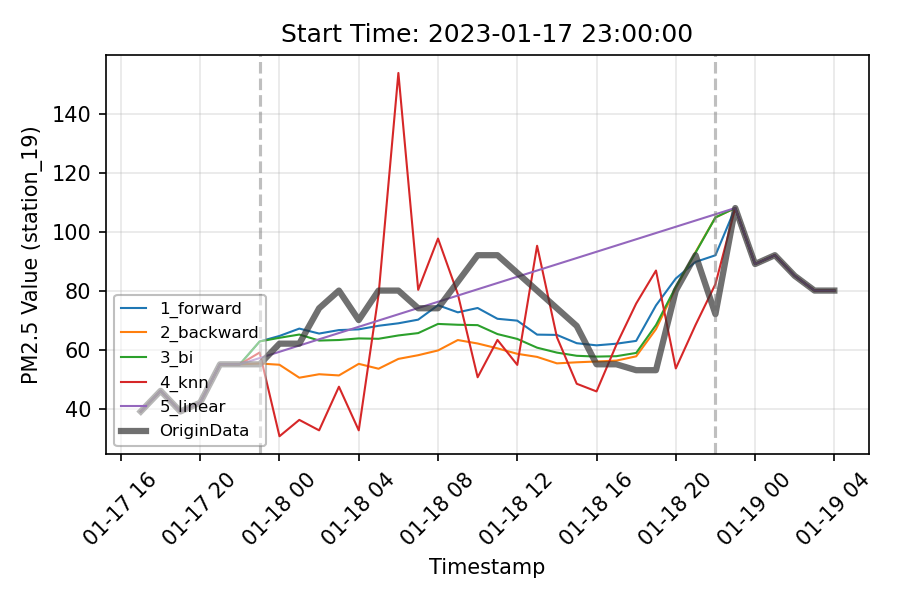 Start Time: 2023-01-17 23:00:00
PM2.5 Value (station_19)
140
120
100
80
60
40
1_forward
2_backward
3_bi
4_knn
5_linear
OriginData
01-17 16
01-17 20
01-18 00
01-18 04
01-18 08
01-18 12
01-18 16
01-18 20
01-19 00
01-19 04
Timestamp